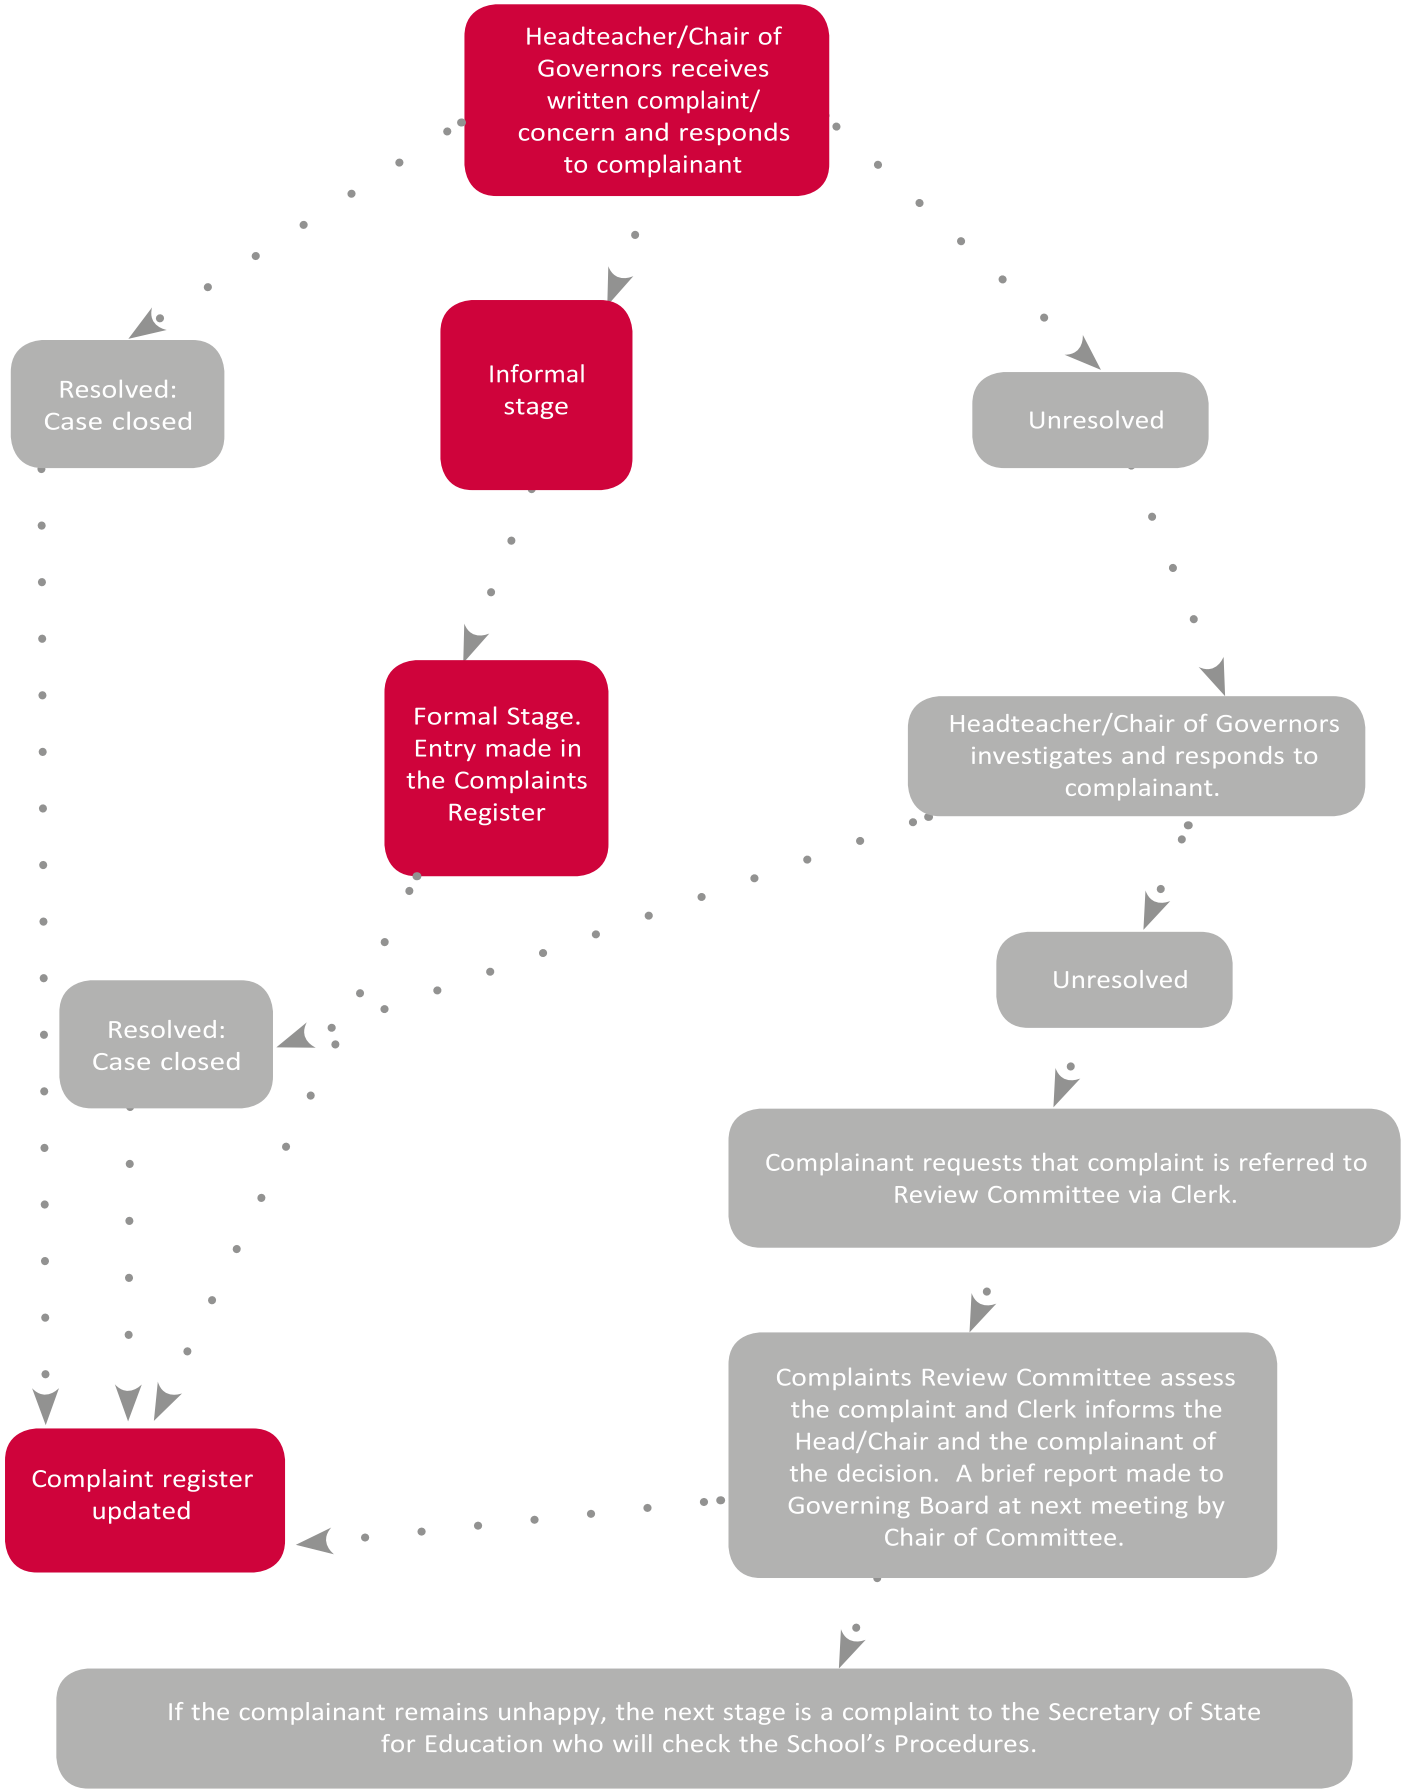 Headteacher/Chair of
Governors receives
written complaint/
concern and responds
to complainant
Resolved:
Case closed
Informal
stage
Unresolved
Formal Stage.
Entry made in
the Complaints
Register
Headteacher/Chair of Governors
investigates and responds to
complainant.
Resolved:
Case closed
Unresolved
Complainant requests that complaint is referred to
Review Committee via Clerk.
Complaints Review Committee assess
the complaint and Clerk informs the
Head/Chair and the complainant of
the decision.  A brief report made to
Governing Board at next meeting by
Chair of Committee.
Complaint register
updated
If the complainant remains unhappy, the next stage is a complaint to the Secretary of State
for Education who will check the School’s Procedures.